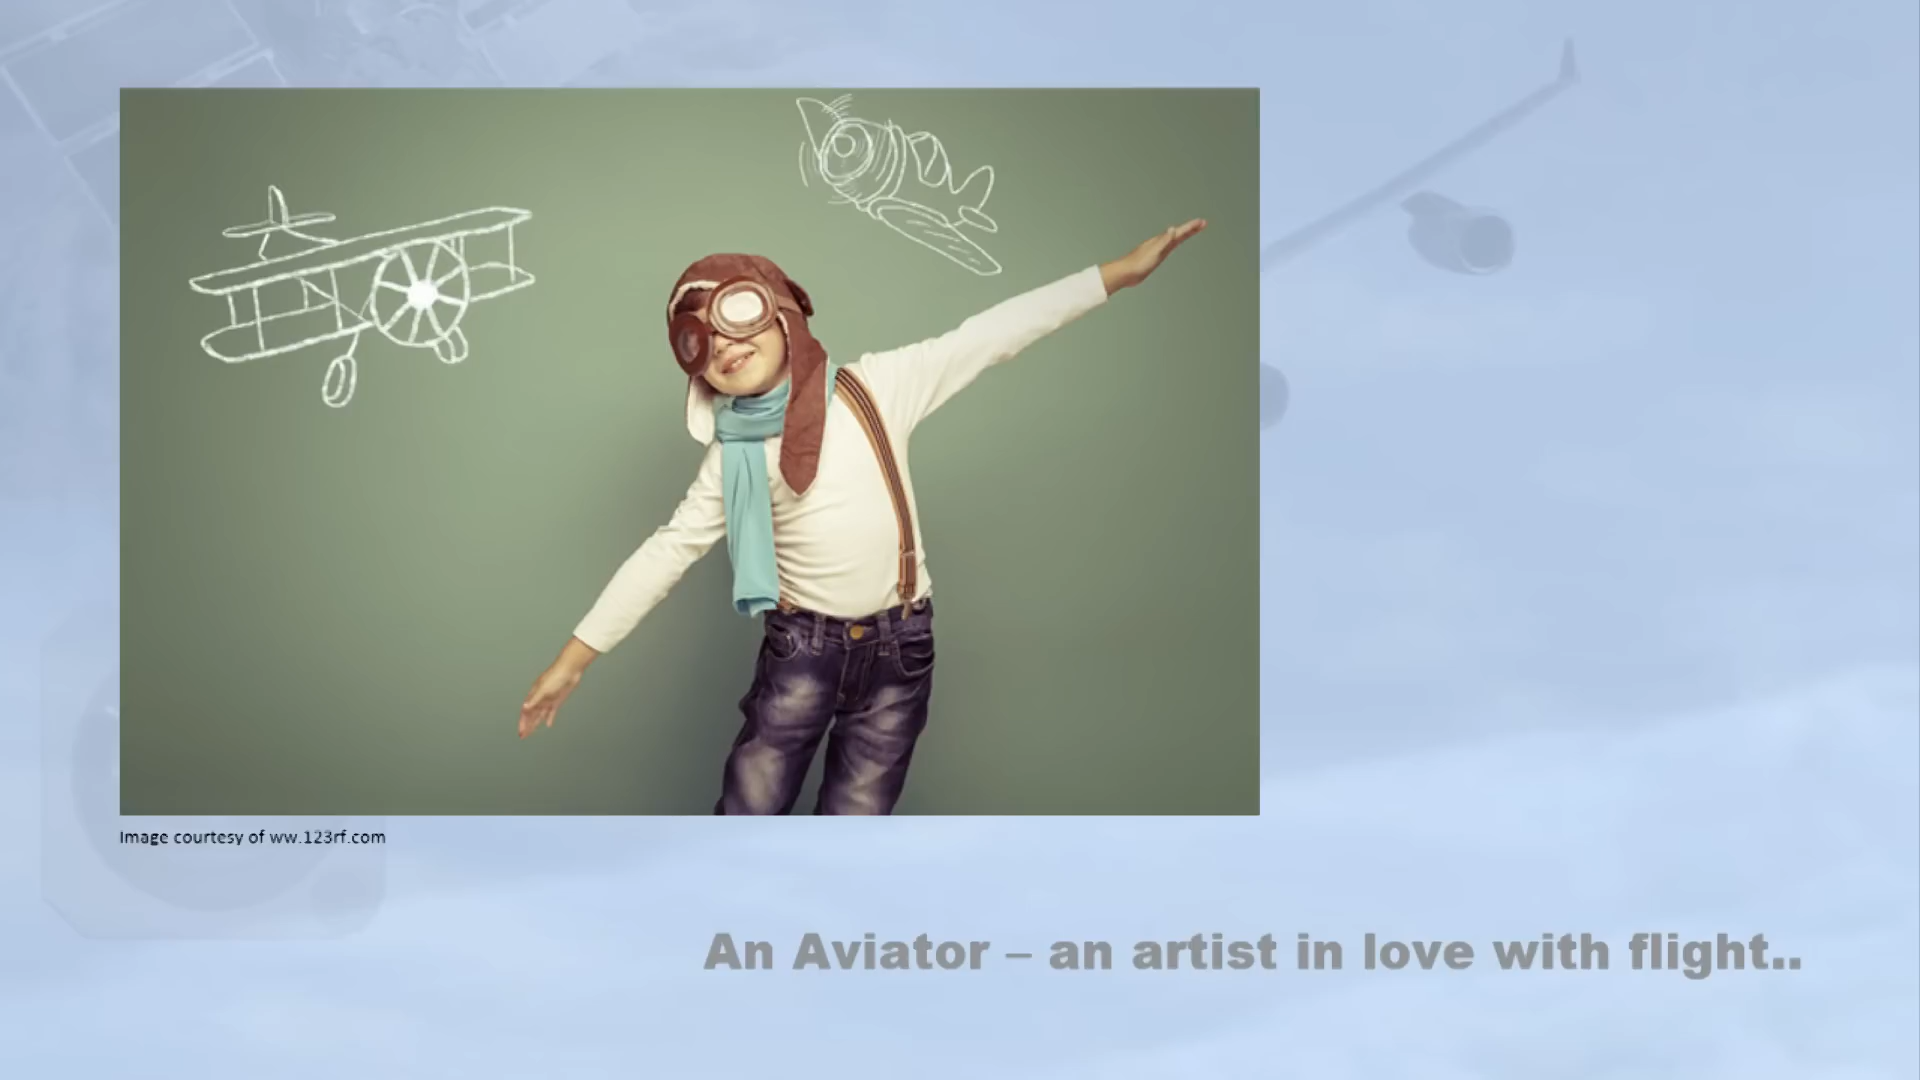 Image courtesy of ww.123rf.com
An Aviator – an artist in love with flight..